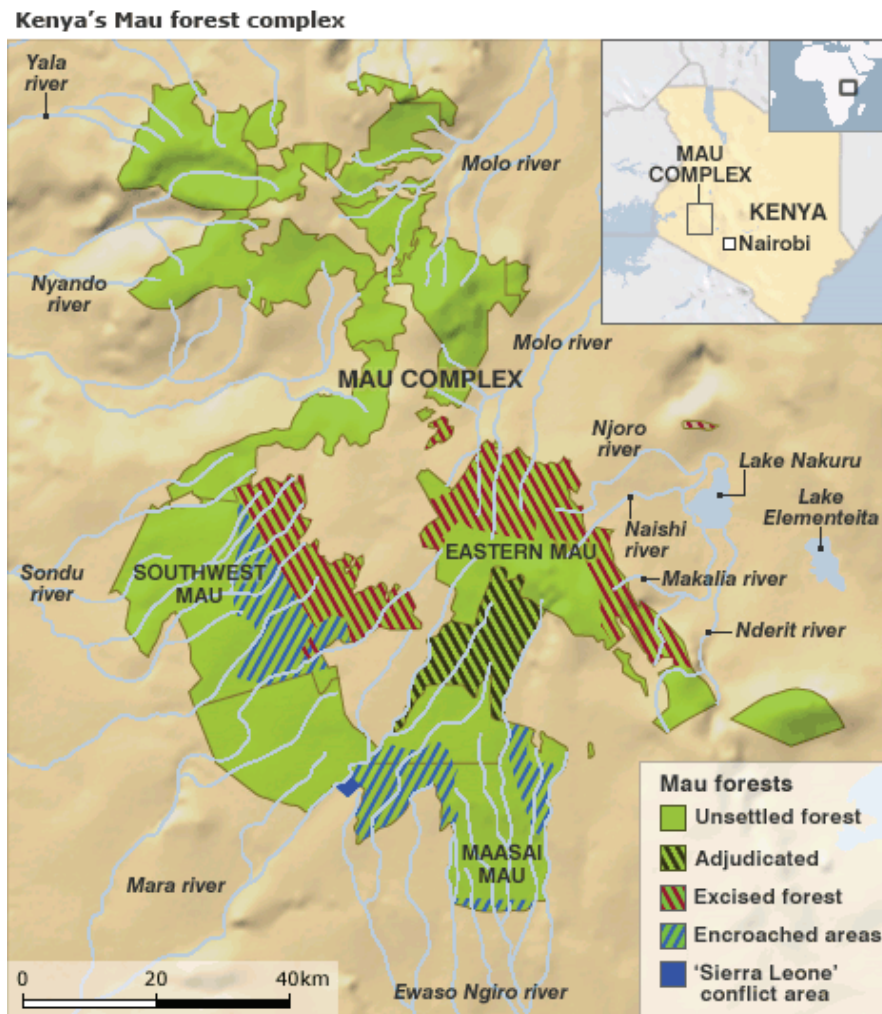 Kenya's Mau forest complex
Yala
river
Molo river
MAU
COMPLEX
KENYA
Nairobi
Nyando
river
Molo river
MAU COMPLEX
Njoro
river
Lake Nakuru
Lake
Elementeita
Naishi
river
EASTERN MAU
Sondu
river
SOUTHWEST
MAU
Makalia river
Nderit river
Mara river
MAASAI
MAU
Ewaso Ngiro river
Mau forests
Unsettled forest
Adjudicated
Excised forest
Encroached areas
'Sierra Leone'
conflict area
0 20 40km